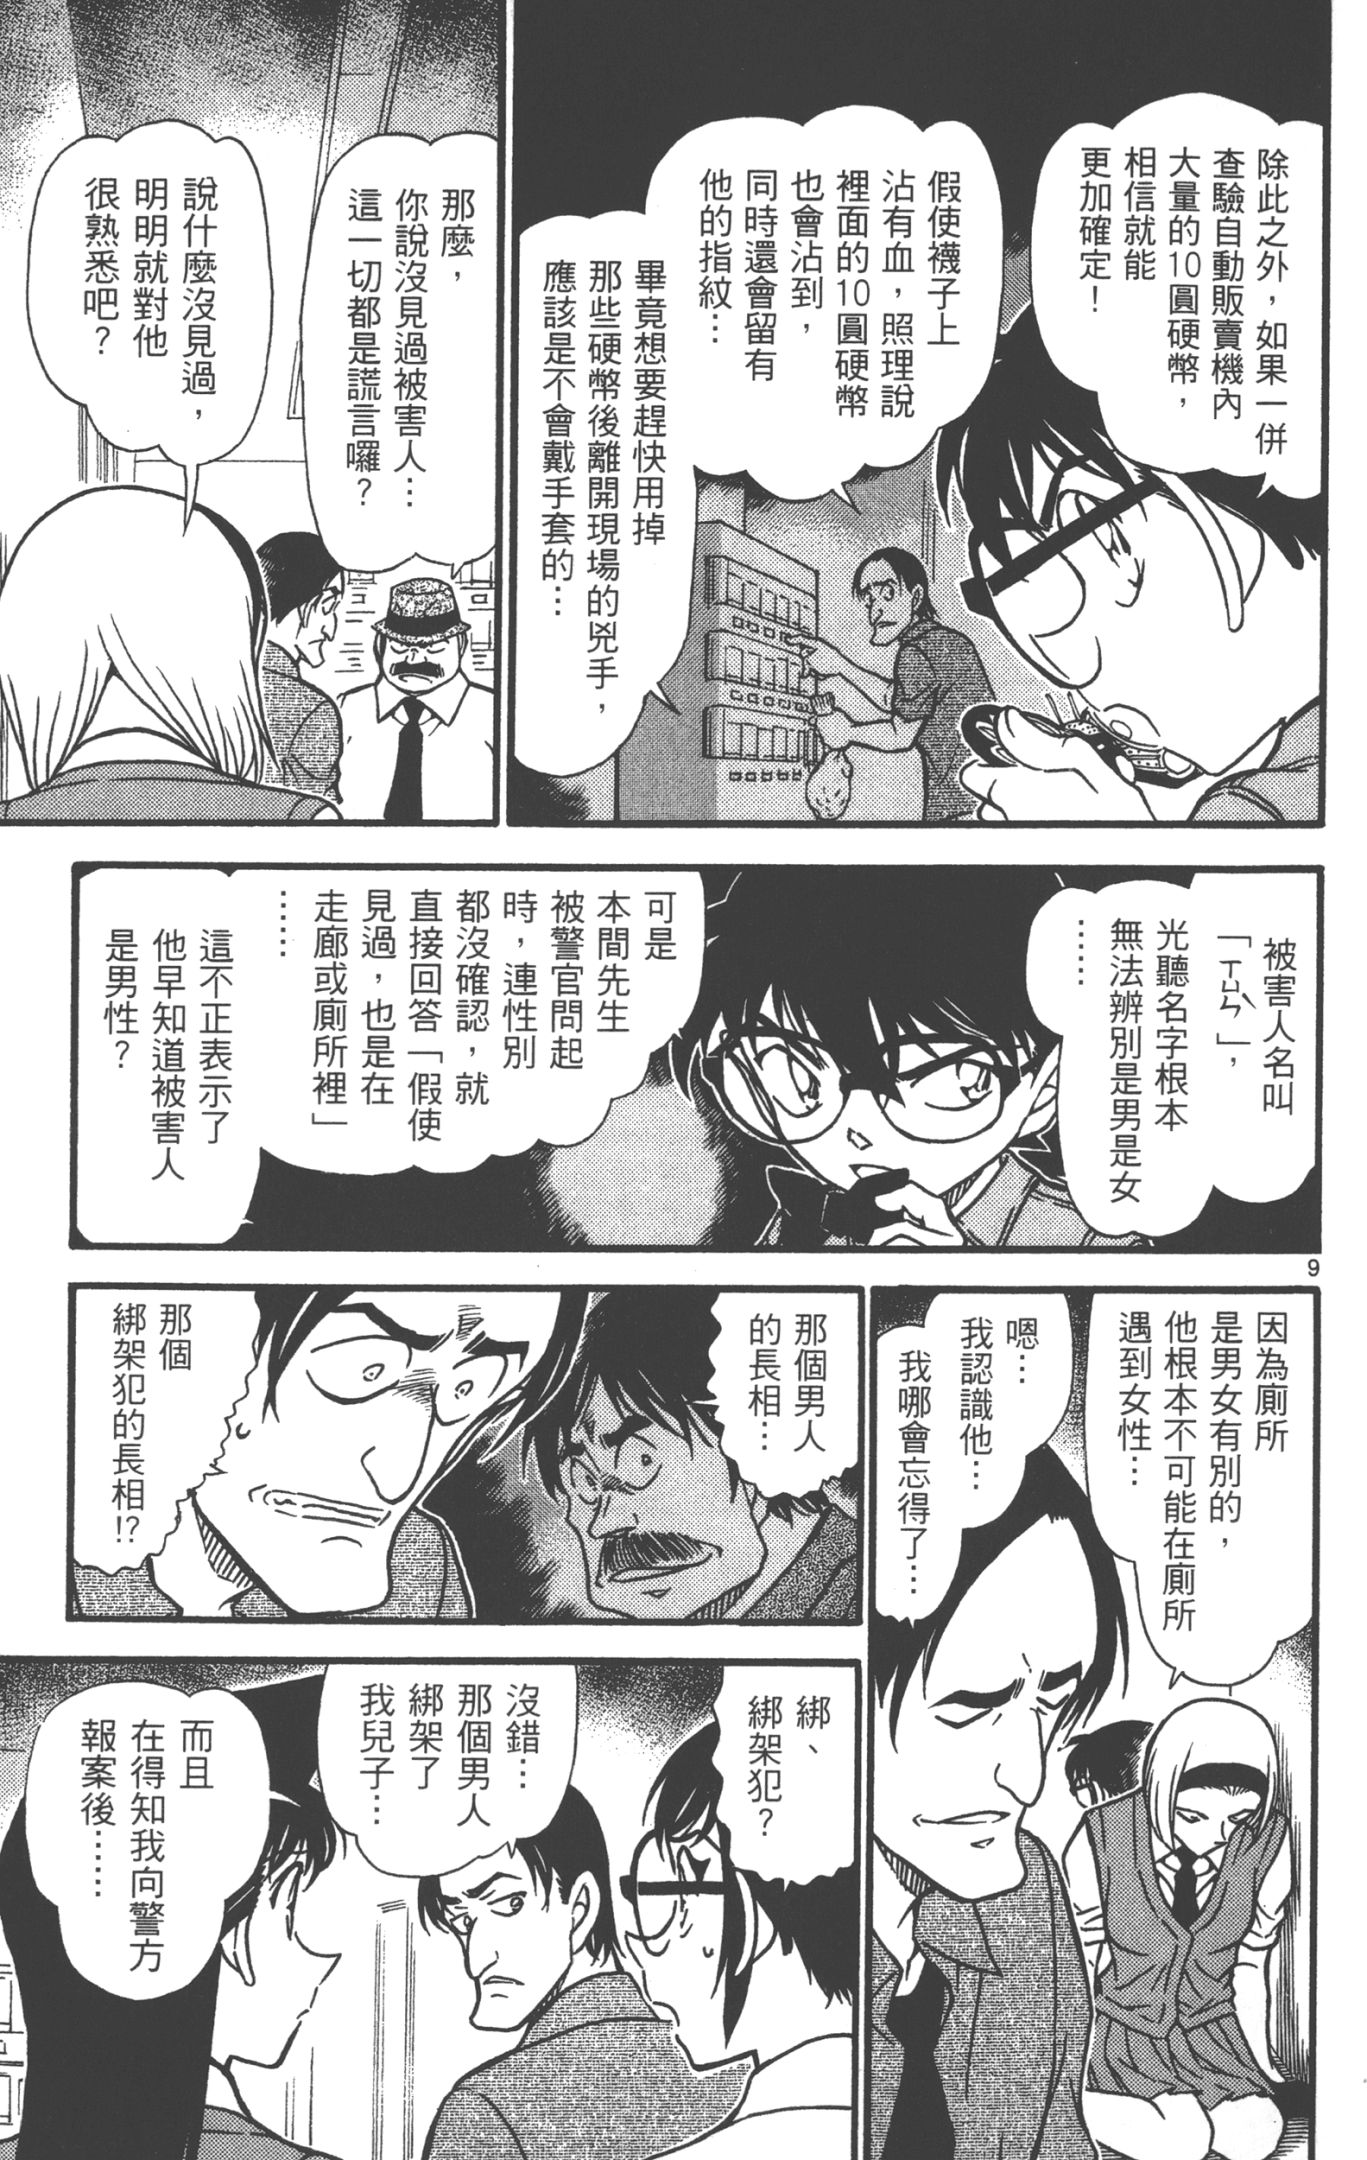 除此之外，如果一併
查驗自動販賣機內
大量的10圓硬幣，
相信就能
更加確定！
假使襪子上
沾有血，照理說
裡面的10圓硬幣
也會沾到，
同時還會留有
他的指紋…
畢竟想要趕快用掉
那些硬幣後離開現場的兇手，
應該是不會戴手套的…
那麼，
你說沒見過被害人…
這一切都是謊言囉？
說什麼沒見過，
明明就對他
很熟悉吧？
被害人名叫
「ㄒㄩㄣˋ」，
光聽名字根本
無法辨別是男是女
……
可是
本間先生
被警官問起
時，連性別
都沒確認，就
直接回答「假使
見過，也是在
走廊或廁所裡」
……
這不正表示了
他早知道被害人
是男性？
9
因為廁所
是男女有別的，
他根本不可能在廁所
遇到女性…
嗯…
我認識他…
我哪會忘得了…
那個男人
的長相…
那個
綁架犯的長相!?
綁、
綁架犯？
沒錯…
那個男人
綁架了
我兒子…
而且
在得知我向警方
報案後……